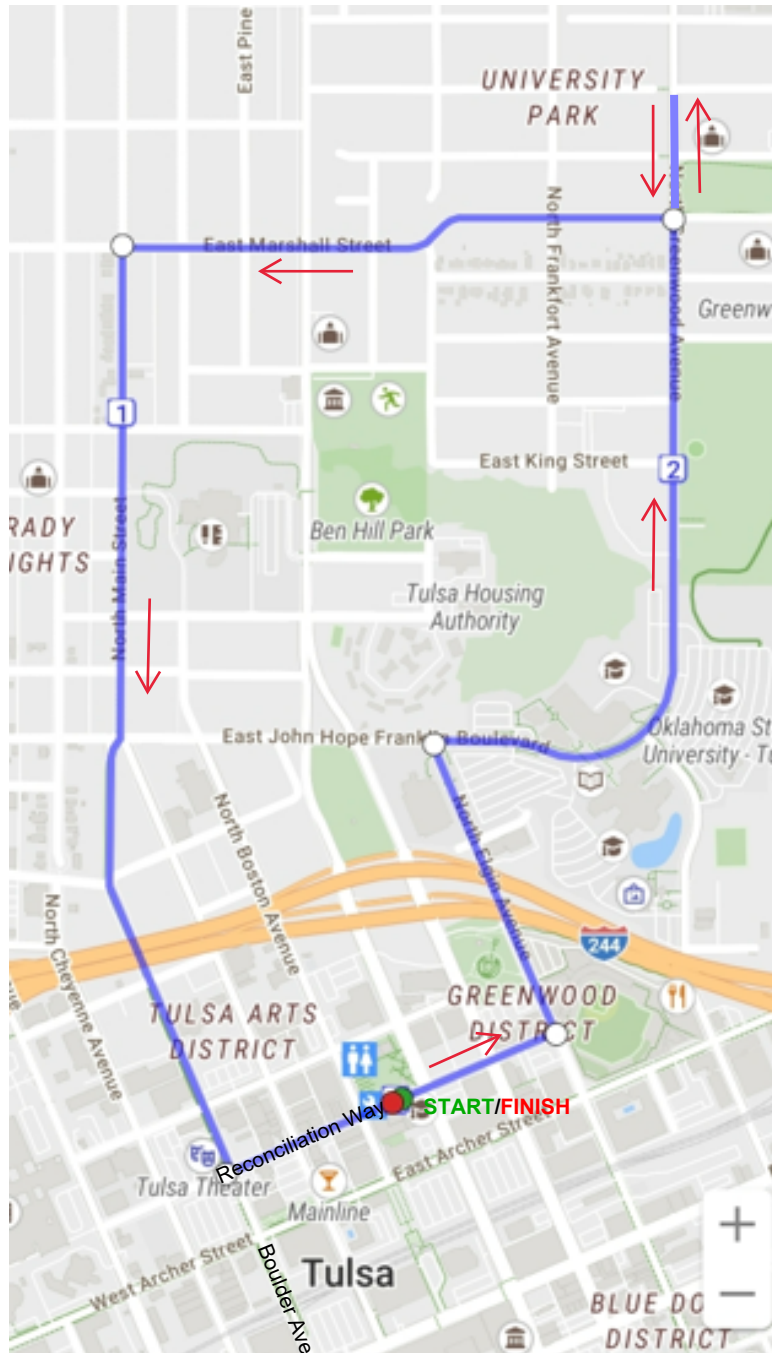 East Pine
UNIVERSITY
PARK
North Greenwood Avenue
East Marshall Street
North Frankfort Avenue
Greenw
1
East King Street
2
RADY
IGHTS
Ben Hill Park
North Main Street
Tulsa Housing
Authority
East John Hope Franklin Boulevard
Oklahoma St
University - Tu
North Boston Avenue
North Elgin Avenue
North Cheyenne Avenue
244
GREENWOOD
DISTRICT
TULSA ARTS
DISTRICT
START/FINISH
Reconciliation Way
East Archer Street
Tulsa Theater
Mainline
West Archer Street
Boulder Ave
Tulsa
+
−
BLUE DO
DISTRICT